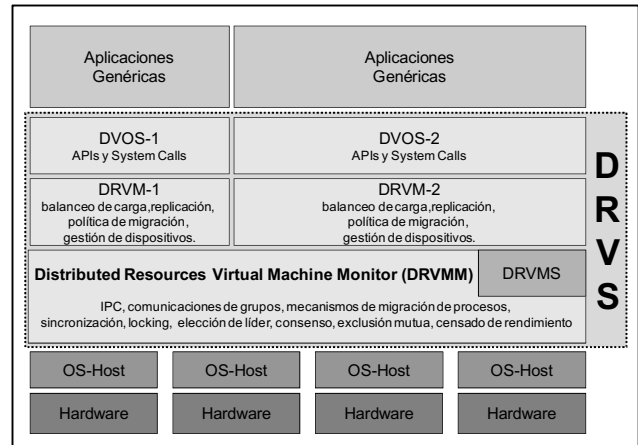 Aplicaciones
Genéricas
Aplicaciones
Genéricas
DVOS-1
APIs y System Calls
DVOS-2
APIs y System Calls
DRVM-1
balanceo de carga,replicación,
política de migración,
gestión de dispositivos.
DRVM-2
balanceo de carga,replicación,
política de migración,
gestión de dispositivos.
Distributed Resources Virtual Machine Monitor (DRVMM)
DRVMS
IPC, comunicaciones de grupos, mecanismos de migración de procesos,
sincronización, locking, elección de líder, consenso, exclusión mutua, censado de rendimiento
D
R
V
S
OS-Host
OS-Host
OS-Host
OS-Host
Hardware
Hardware
Hardware
Hardware